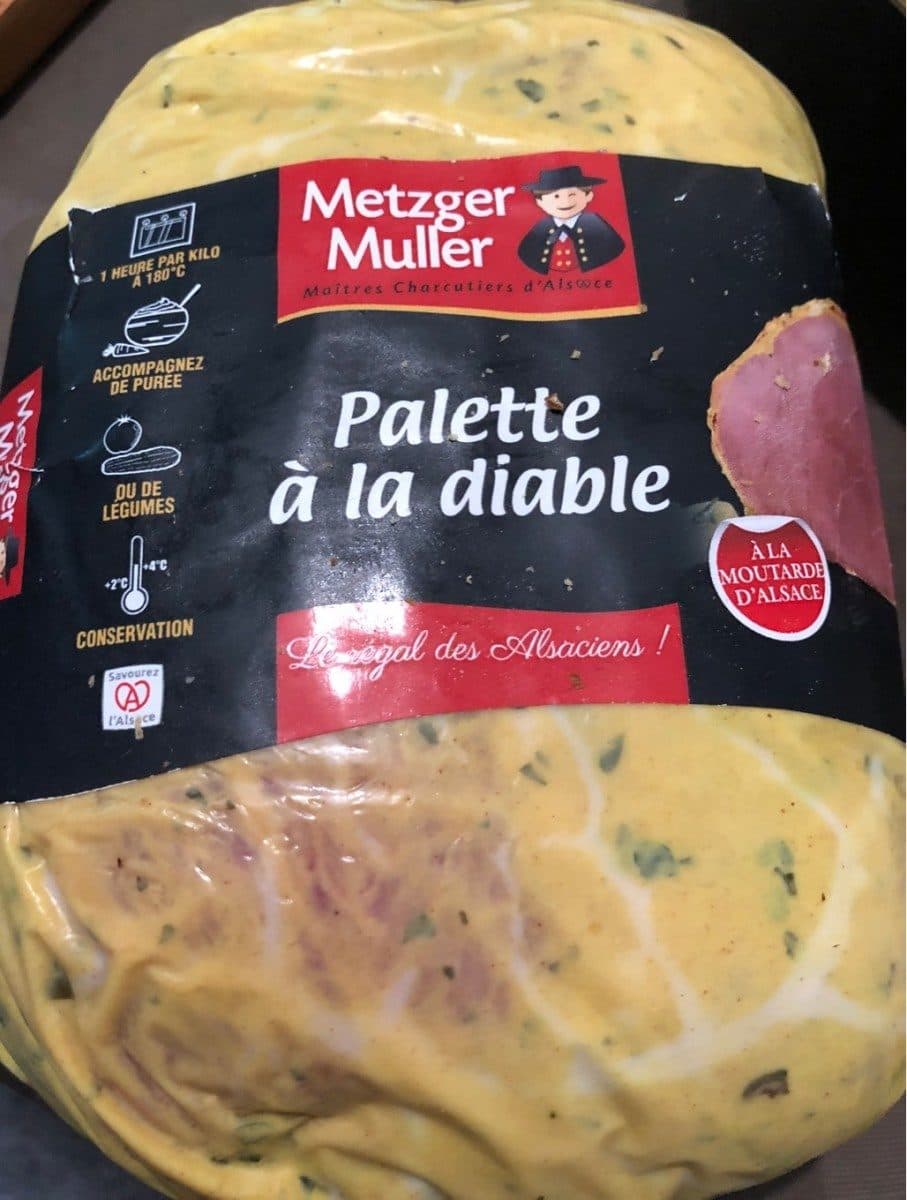 Metzger
Muller
Maîtres Charcutiers d'Alsace
1 HEURE PAR KILO
À 180°C
ACCOMPAGNEZ
DE PURÉE
OU DE
LÉGUMES
+2°C
+4°C
CONSERVATION
Savourez
l'Alsace
Palette
à la diable
À LA
MOUTARDE
D'ALSACE
Le régal des Alsaciens !
Metzger